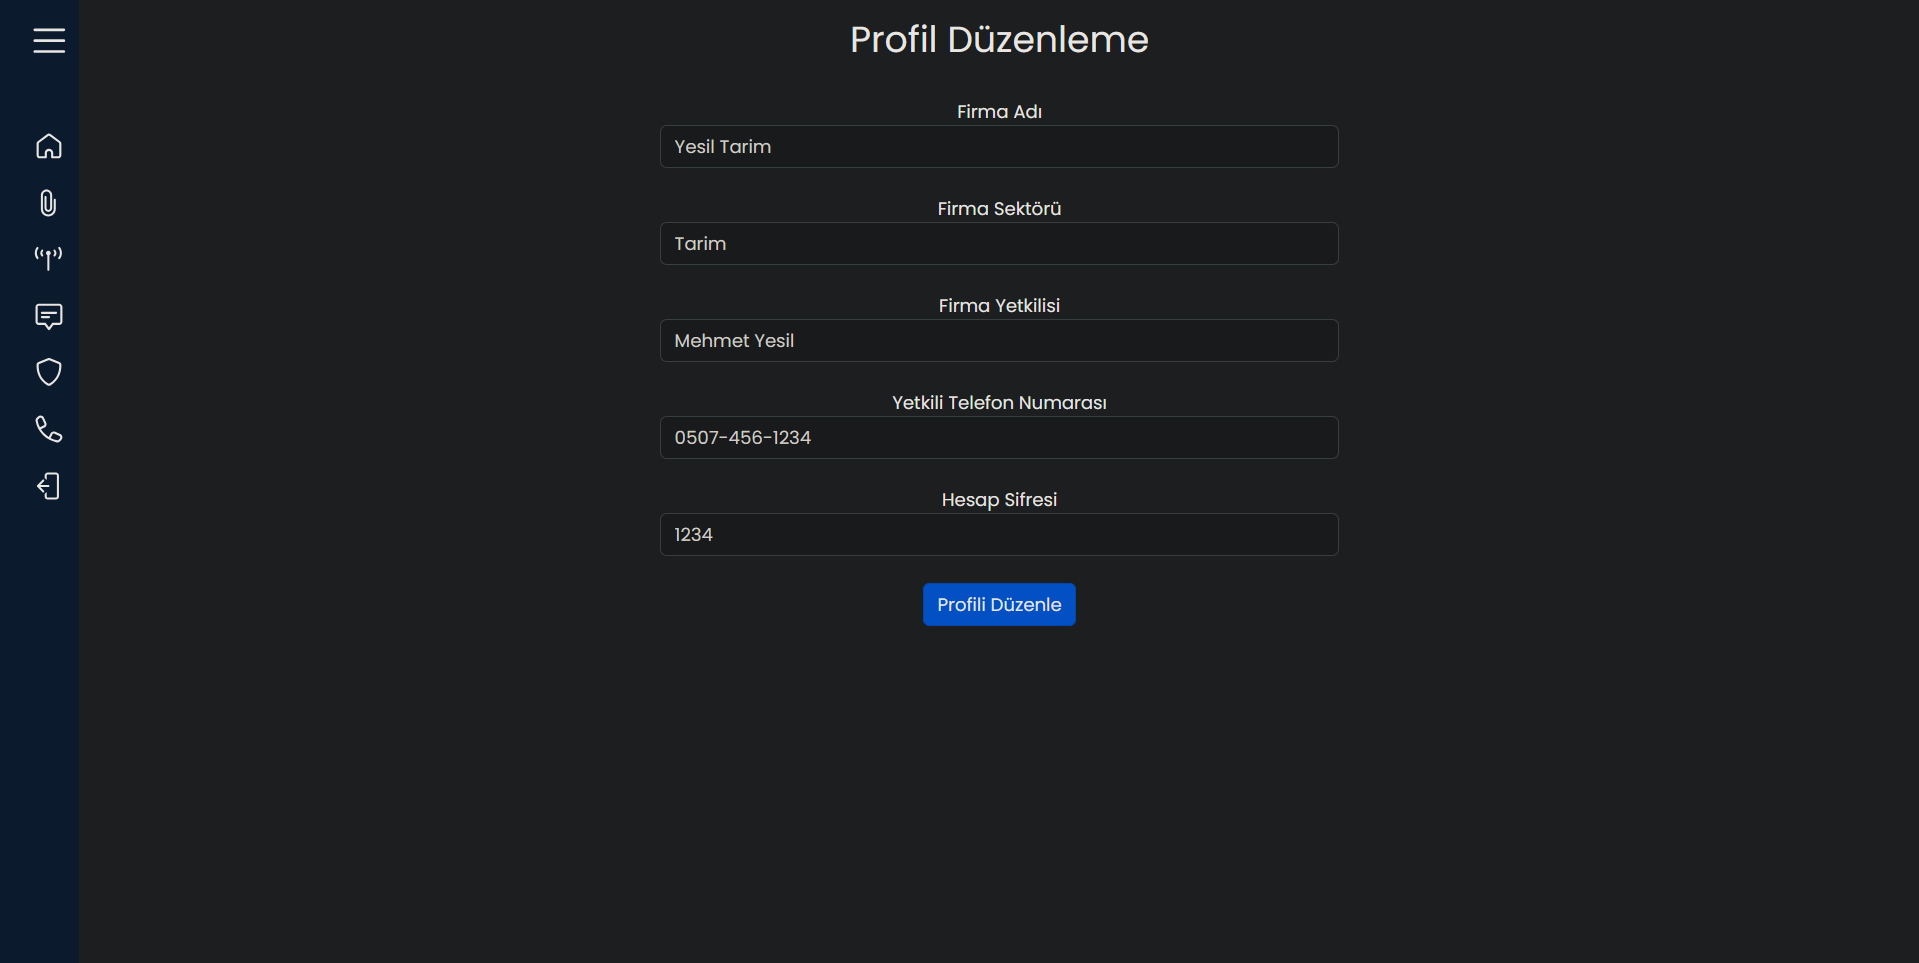 Profil Düzenleme
Firma Adı
Yesil Tarim
Firma Sektörü
Tarim
Firma Yetkilisi
Mehmet Yesil
Yetkili Telefon Numarası
0507-456-1234
Hesap Sifresi
1234
Profili Düzenle